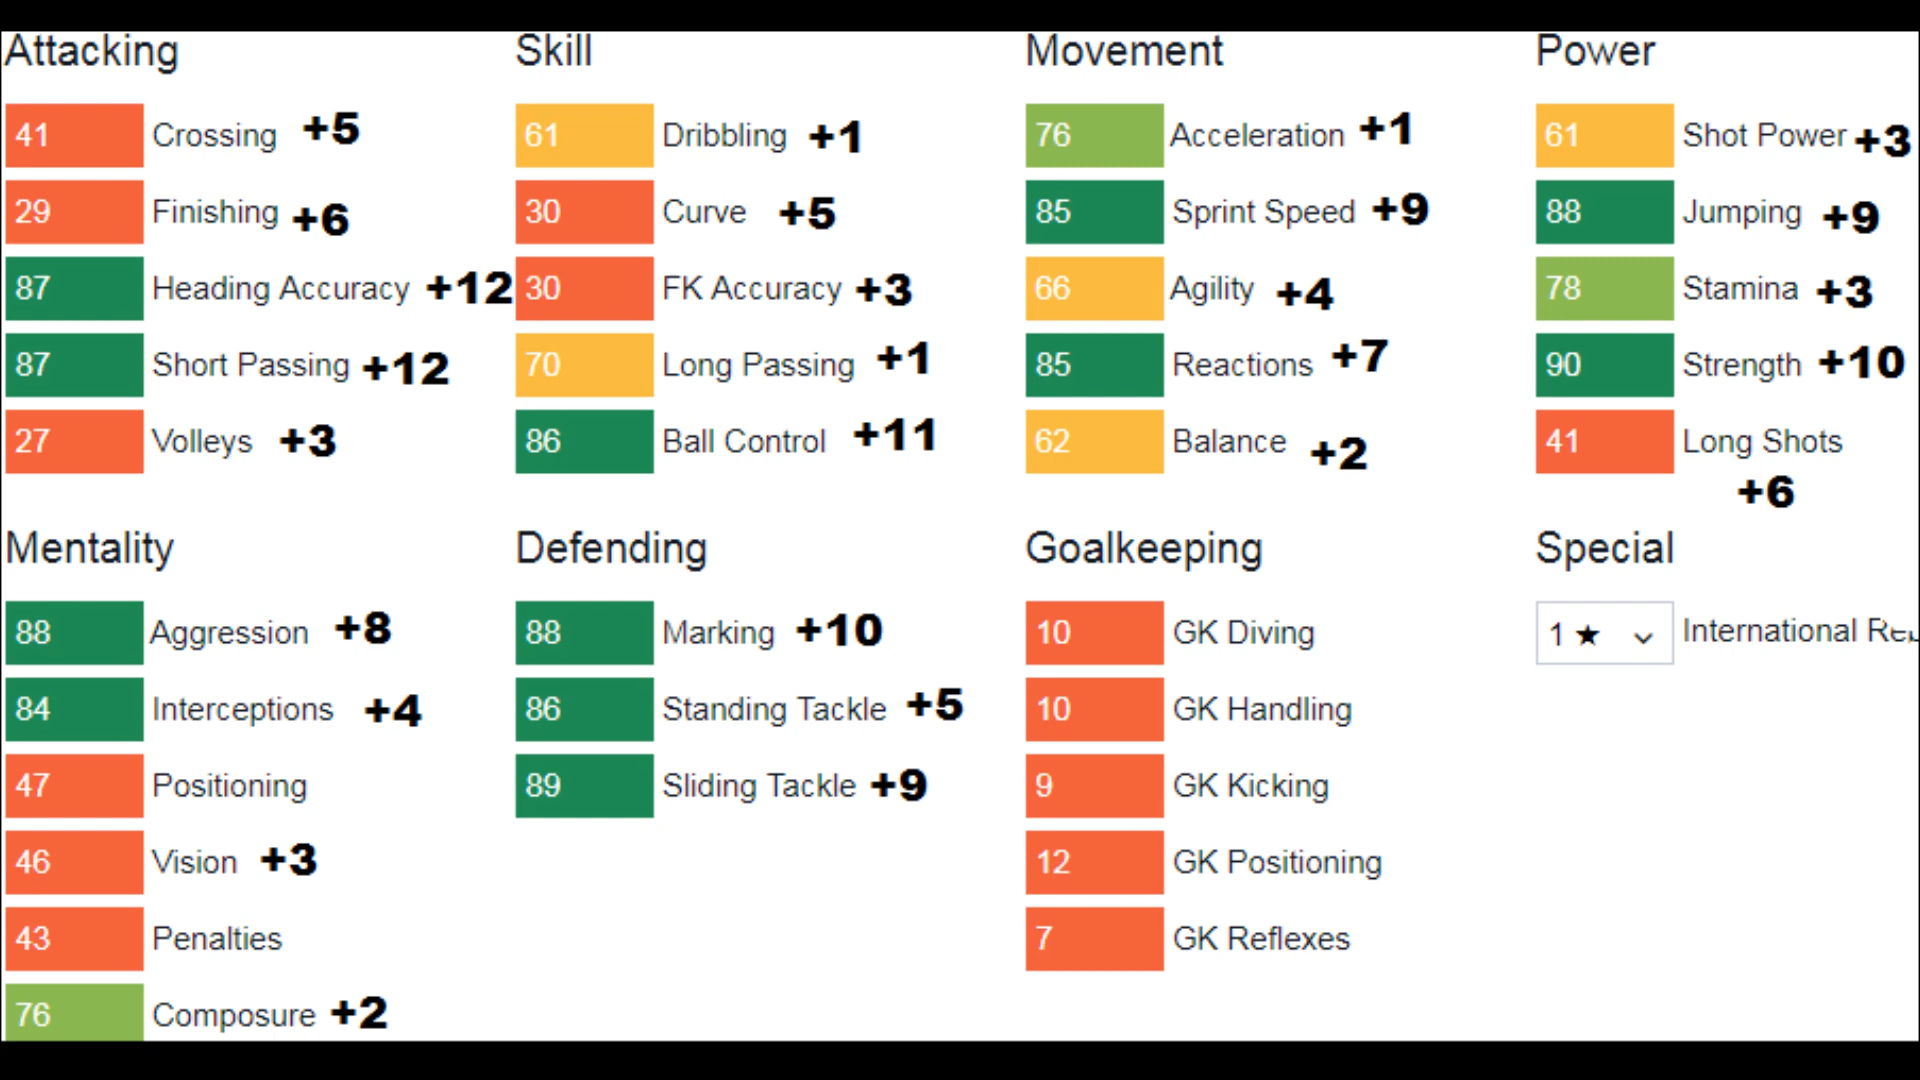 Attacking
41 Crossing +5
29 Finishing +6
87 Heading Accuracy +12
87 Short Passing +12
27 Volleys +3
Skill
61 Dribbling +1
30 Curve +5
30 FK Accuracy +3
70 Long Passing +1
86 Ball Control +11
Movement
76 Acceleration +1
85 Sprint Speed +9
66 Agility +4
85 Reactions +7
62 Balance +2
Power
61 Shot Power +3
88 Jumping +9
78 Stamina +3
90 Strength +10
41 Long Shots
+6
Mentality
88 Aggression +8
84 Interceptions +4
47 Positioning
46 Vision +3
43 Penalties
76 Composure +2
Defending
88 Marking +10
86 Standing Tackle +5
89 Sliding Tackle +9
Goalkeeping
10 GK Diving
10 GK Handling
9 GK Kicking
12 GK Positioning
7 GK Reflexes
Special
1 ★ International